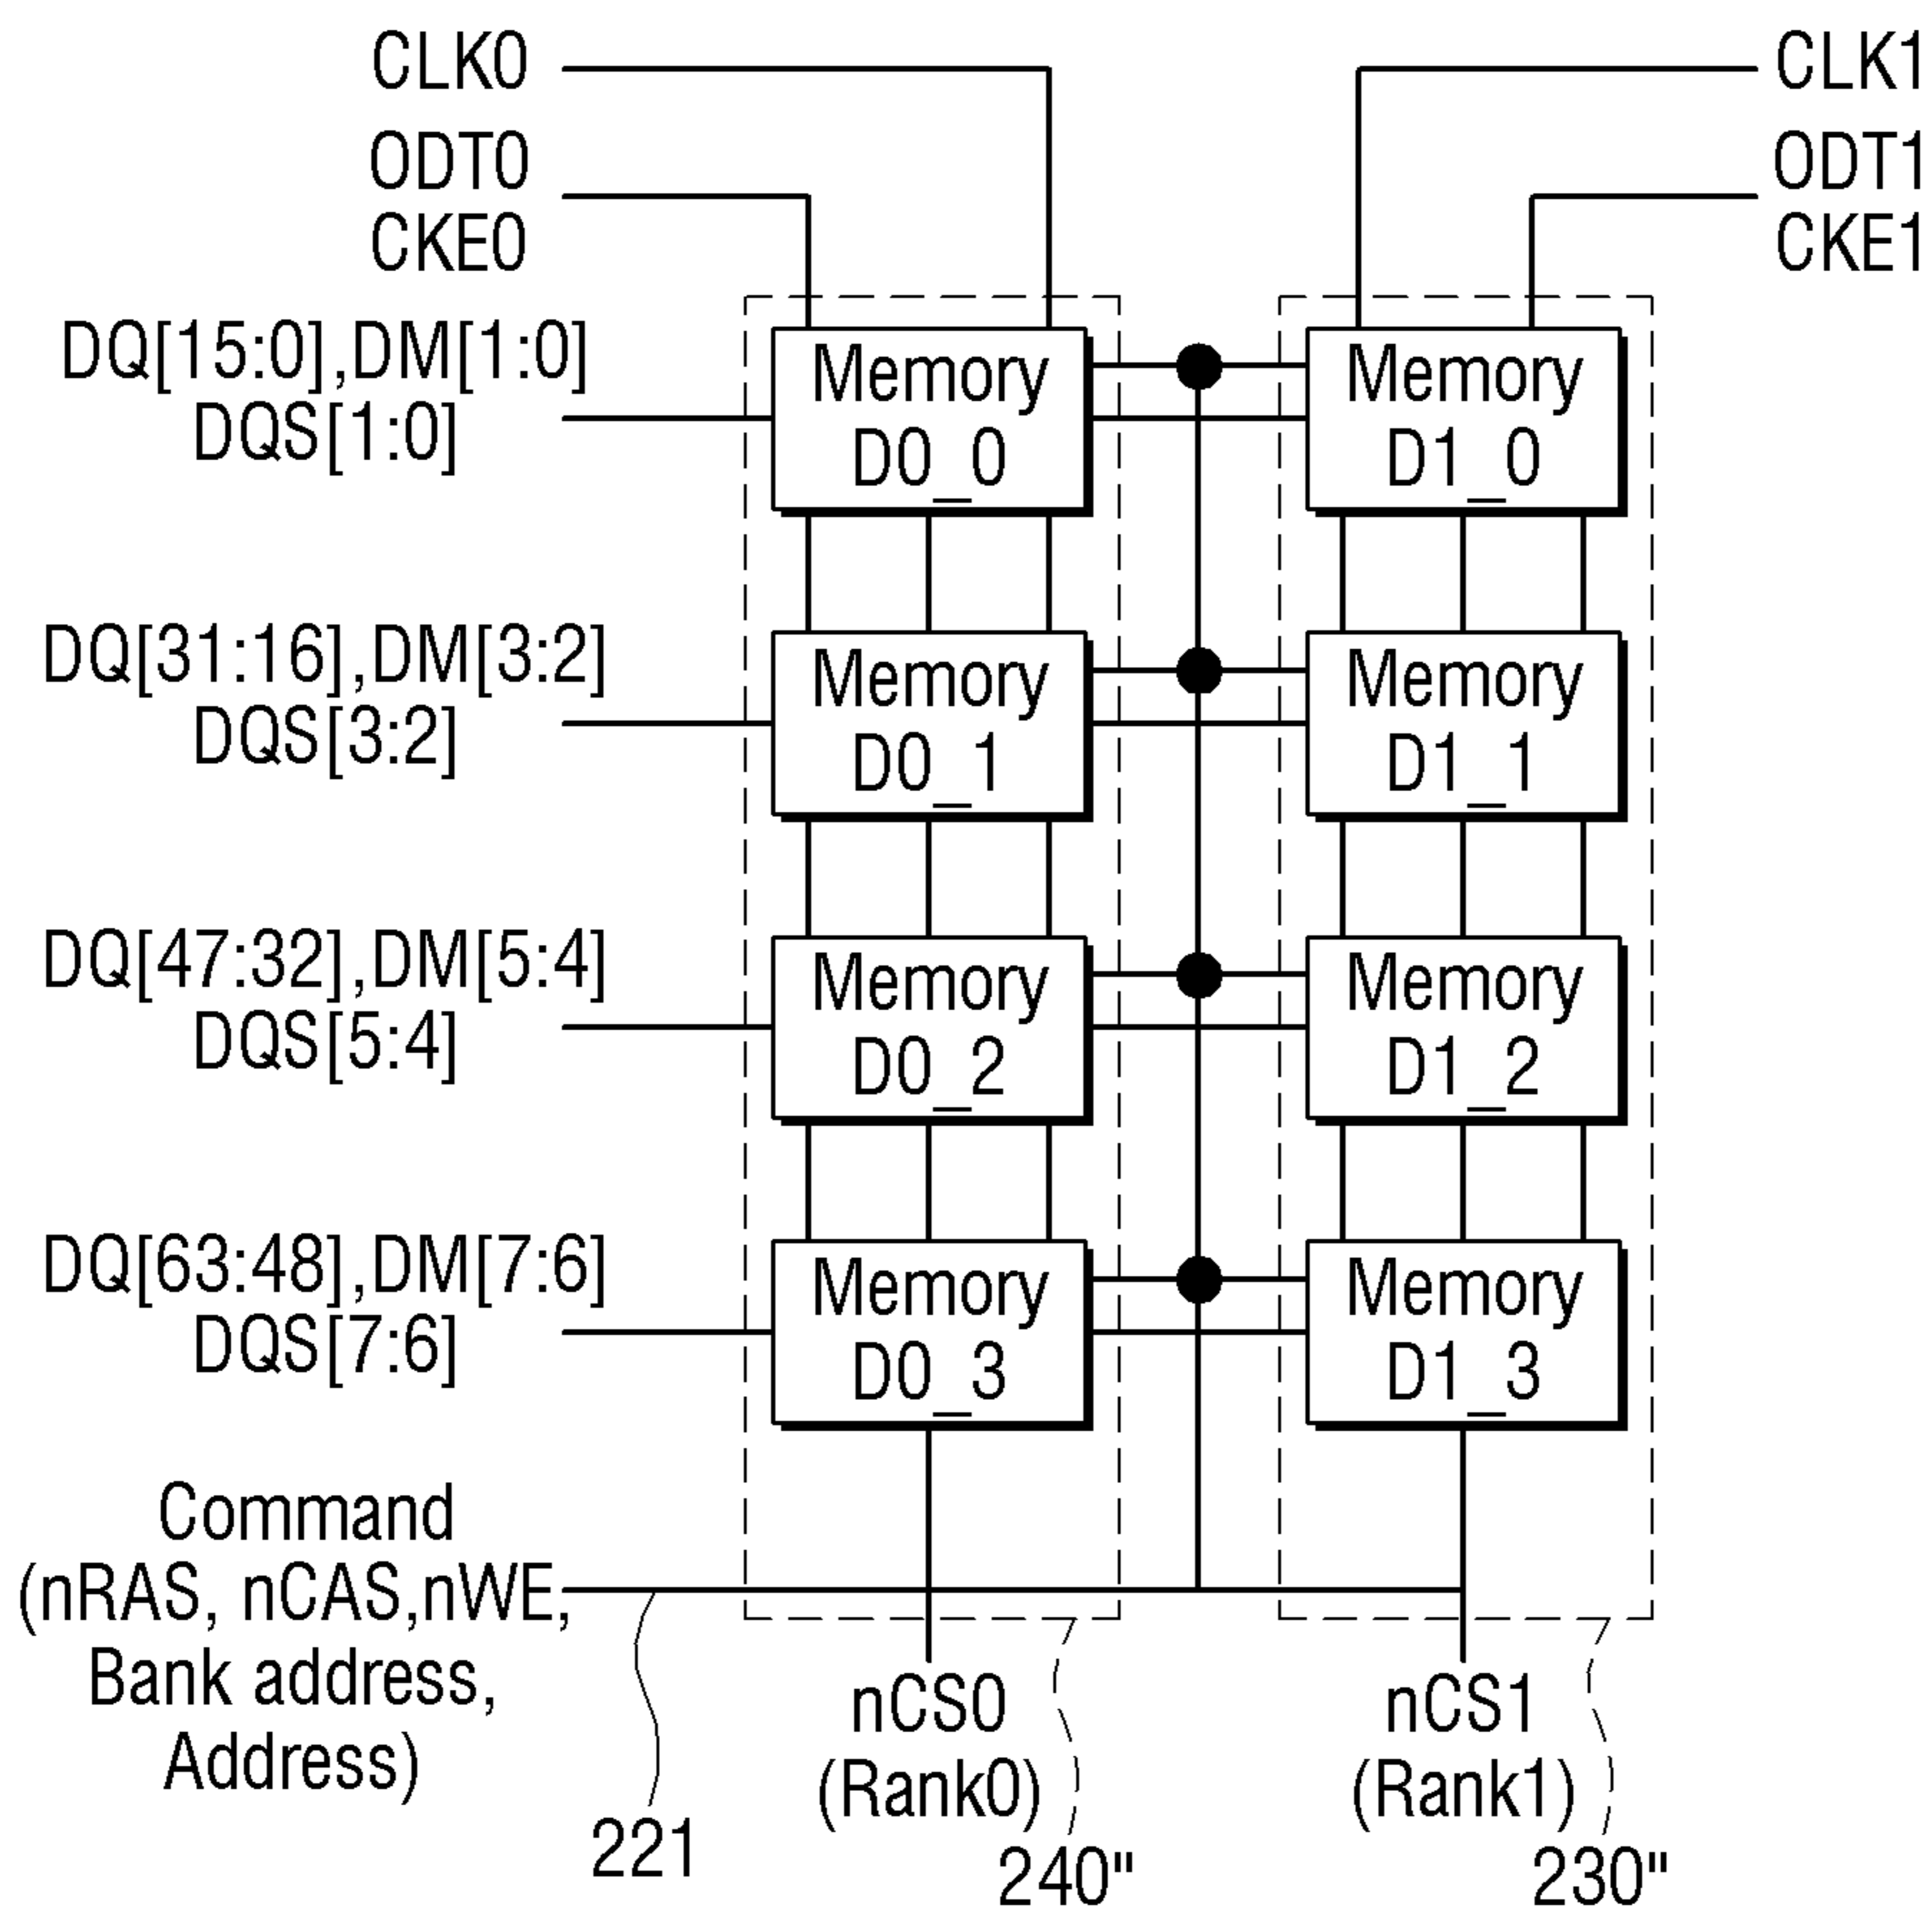 CLK0
CLK1
ODT0
CKE0
ODT1
CKE1
DQ[15:0],DM[1:0]
DQS[1:0]
Memory
D0_0
Memory
D1_0
DQ[31:16],DM[3:2]
DQS[3:2]
Memory
D0_1
Memory
D1_1
DQ[47:32],DM[5:4]
DQS[5:4]
Memory
D0_2
Memory
D1_2
DQ[63:48],DM[7:6]
DQS[7:6]
Memory
D0_3
Memory
D1_3
Command
(nRAS, nCAS,nWE,
Bank address,
Address)
nCS0
(Rank0)
nCS1
(Rank1)
221
240"
230"